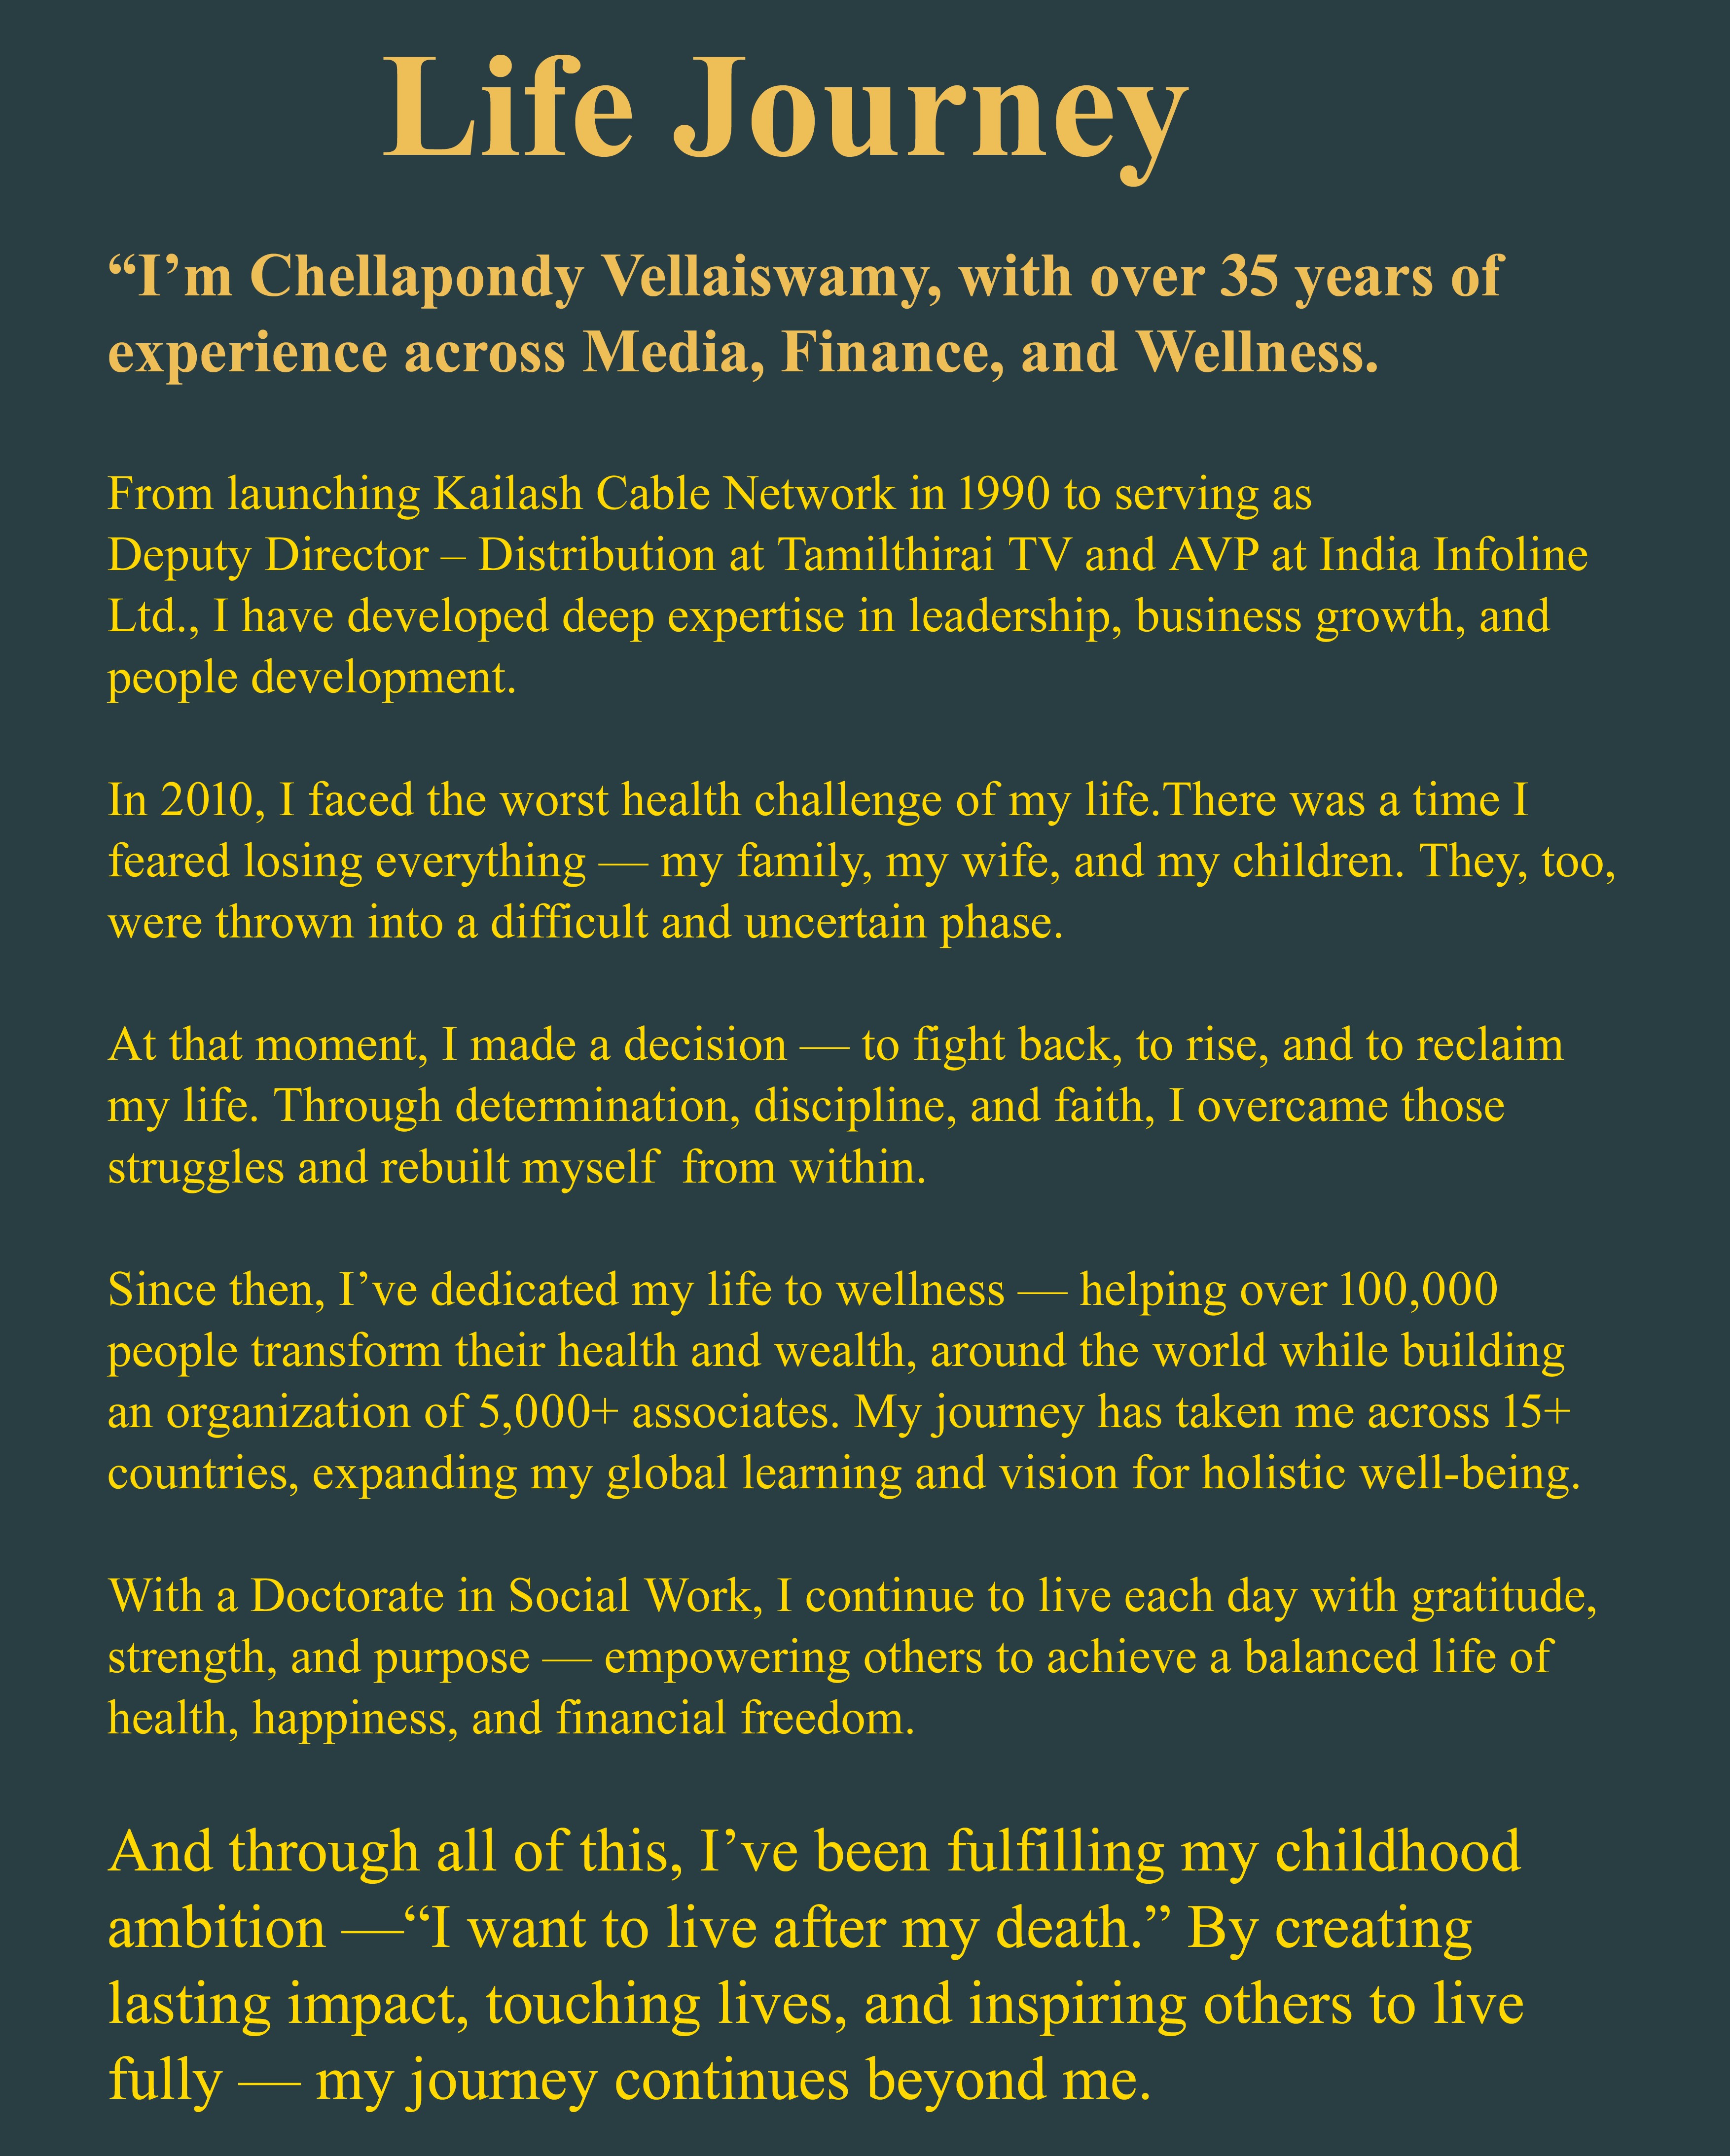 Life Journey
“I’m Chellapondy Vellaiswamy, with over 35 years of
experience across Media, Finance, and Wellness.
From launching Kailash Cable Network in 1990 to serving as
Deputy Director – Distribution at Tamilthirai TV and AVP at India Infoline
Ltd., I have developed deep expertise in leadership, business growth, and
people development.
In 2010, I faced the worst health challenge of my life.There was a time I
feared losing everything — my family, my wife, and my children. They, too,
were thrown into a difficult and uncertain phase.
At that moment, I made a decision — to fight back, to rise, and to reclaim
my life. Through determination, discipline, and faith, I overcame those
struggles and rebuilt myself  from within.
Since then, I’ve dedicated my life to wellness — helping over 100,000
people transform their health and wealth, around the world while building
an organization of 5,000+ associates. My journey has taken me across 15+
countries, expanding my global learning and vision for holistic well-being.
With a Doctorate in Social Work, I continue to live each day with gratitude,
strength, and purpose — empowering others to achieve a balanced life of
health, happiness, and financial freedom.
And through all of this, I’ve been fulfilling my childhood
ambition —“I want to live after my death.” By creating
lasting impact, touching lives, and inspiring others to live
fully — my journey continues beyond me.